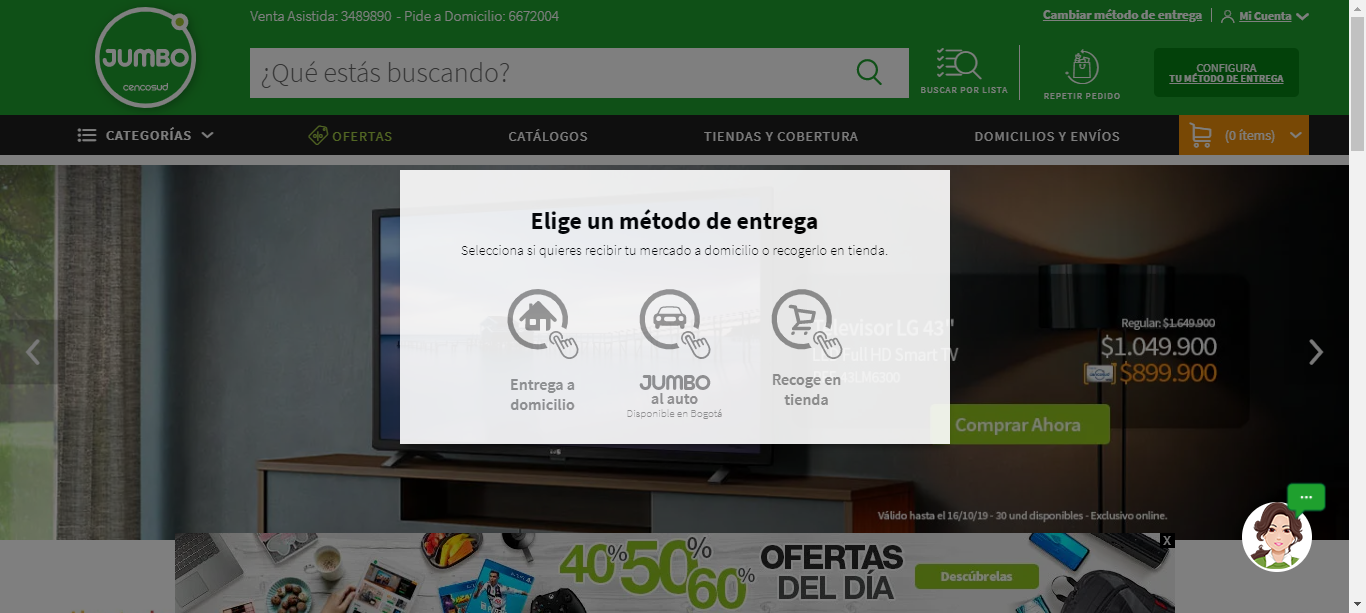 Venta Asistida: 3489890 - Pide a Domicilio: 6672004
Cambiar método de entrega
Mi Cuenta
JUMBO
cencosud
¿Qué estás buscando?
BUSCAR POR LISTA
REPETIR PEDIDO
CONFIGURA
TU MÉTODO DE ENTREGA
CATEGORÍAS
OFERTAS
CATÁLOGOS
TIENDAS Y COBERTURA
DOMICILIOS Y ENVÍOS
(0 ítems)
Elige un método de entrega
Selecciona si quieres recibir tu mercado a domicilio o recogerlo en tienda.
Entrega a
domicilio
JUMBO
al auto
Disponible en Bogotá
Recoge en
tienda
Televisor LG 43"
LED Full HD Smart TV
REF. 43LM6300
Regular: $1.649.900
$1.049.900
$899.900
Comprar Ahora
LG
Válido hasta el 16/10/19 - 30 und disponibles - Exclusivo online.
X
40% 50% 60%
OFERTAS
DEL DÍA
Descúbrelas